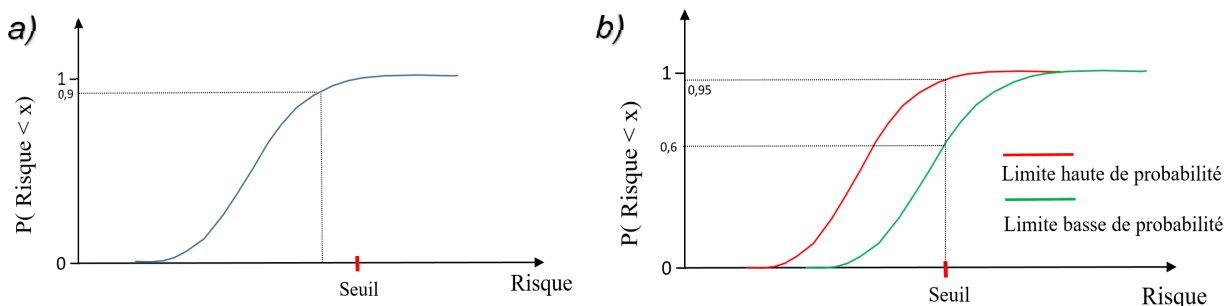 a)
P( Risque < x)
1
0,9
0
Seuil
Risque
b)
P( Risque < x)
1
0,95
0,6
0
Seuil
Risque
Limite haute de probabilité
Limite basse de probabilité